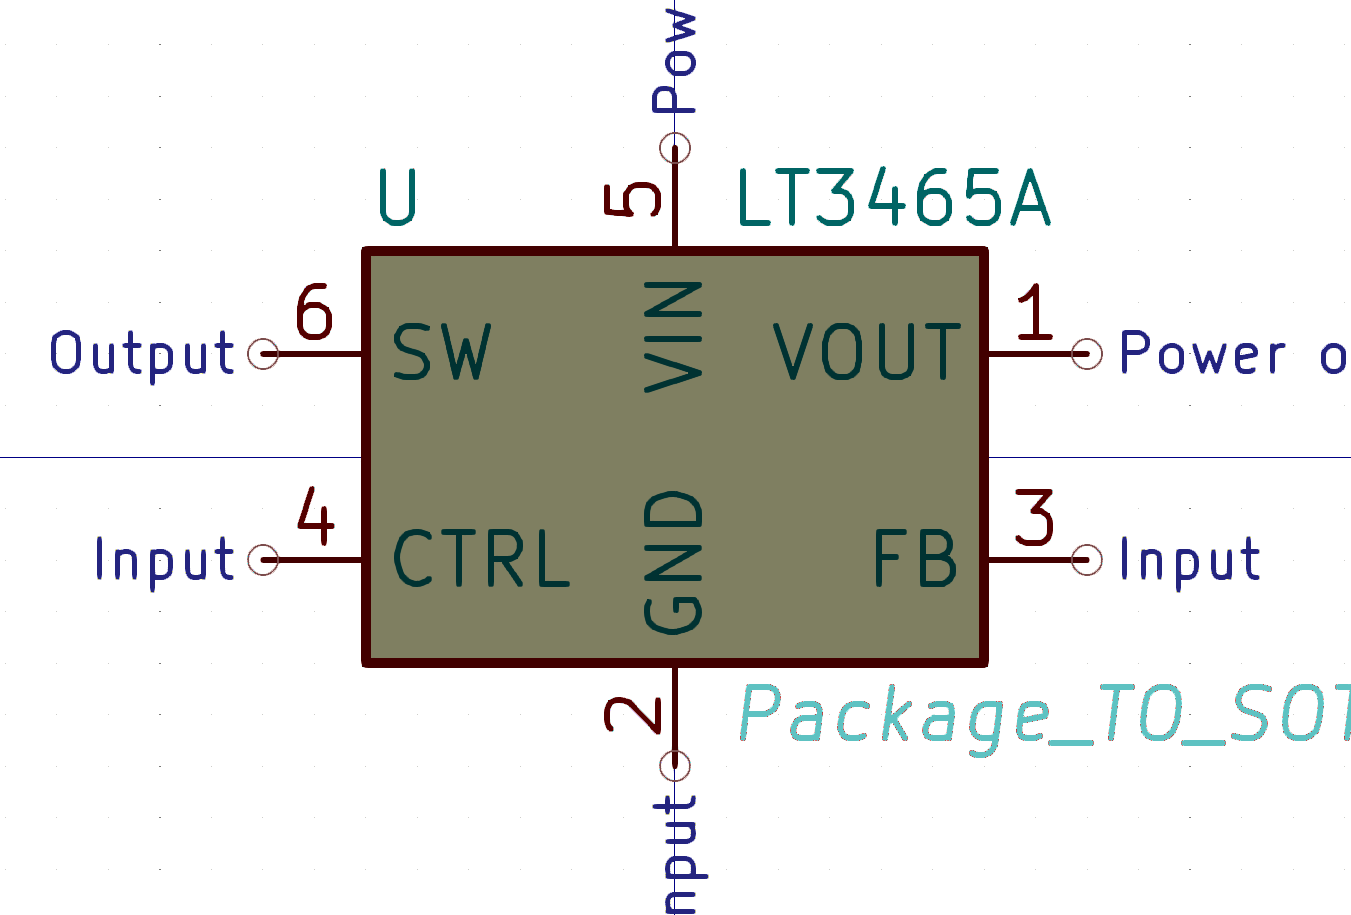 Pow
U
5
LT3465A
6
1
Output
SW
VIN
VOUT
Power o
4
3
Input
CTRL
GND
FB
Input
2
Package_TO_SOT
nput